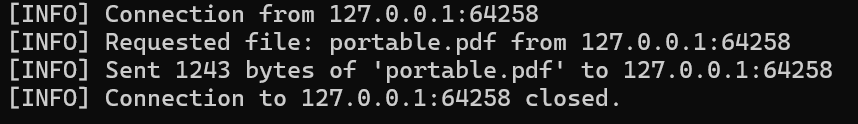 [INFO] Connection from 127.0.0.1:64258
[INFO] Requested file: portable.pdf from 127.0.0.1:64258
[INFO] Sent 1243 bytes of 'portable.pdf' to 127.0.0.1:64258
[INFO] Connection to 127.0.0.1:64258 closed.